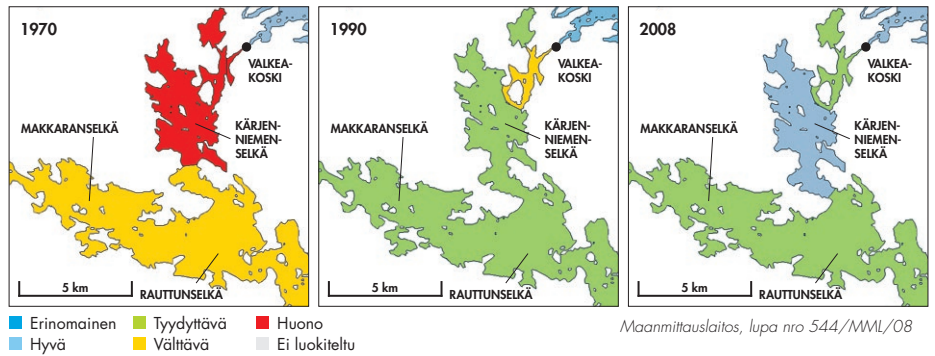 1970
VALKEA-
KOSKI
MAKKARANSELKÄ
KÄRJEN-
NIEMEN-
SELKÄ
5 km
RAUTTUNSELKÄ
1990
VALKEA-
KOSKI
MAKKARANSELKÄ
KÄRJEN-
NIEMEN-
SELKÄ
5 km
RAUTTUNSELKÄ
2008
VALKEA-
KOSKI
MAKKARANSELKÄ
KÄRJEN-
NIEMEN-
SELKÄ
5 km
RAUTTUNSELKÄ
Erinomainen
Tyydyttävä
Huono
Hyvä
Välttävä
Ei luokiteltu
Maanmittauslaitos, lupa nro 544/MML/08